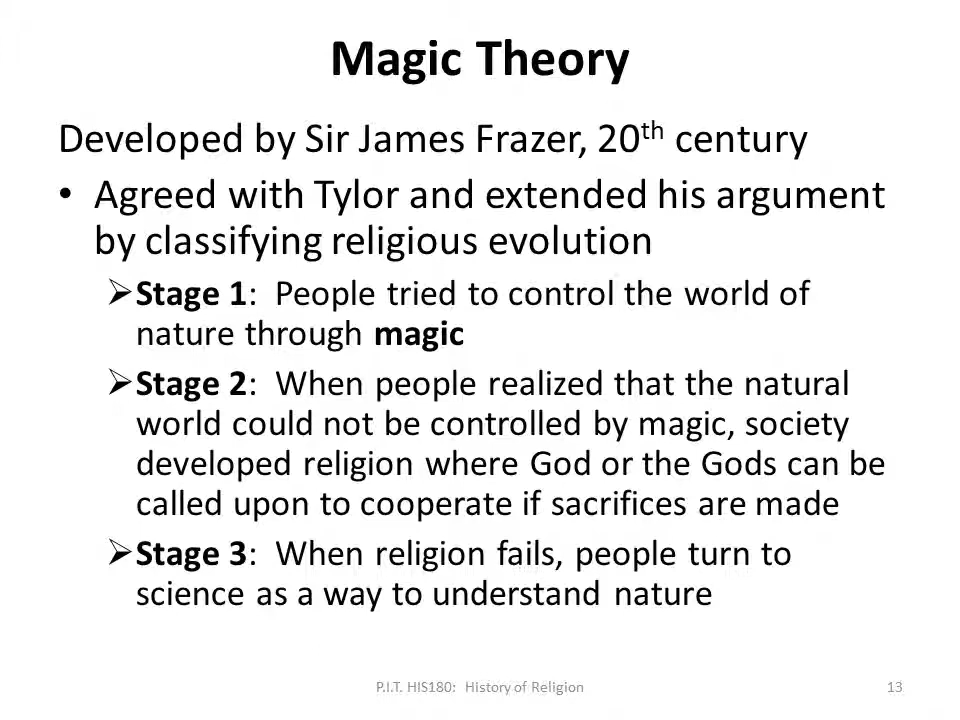 Magic Theory
Developed by Sir James Frazer, 20th century
• Agreed with Tylor and extended his argument
by classifying religious evolution
➢Stage 1:  People tried to control the world of
nature through magic
➢Stage 2:  When people realized that the natural
world could not be controlled by magic, society
developed religion where God or the Gods can be
called upon to cooperate if sacrifices are made
➢Stage 3:  When religion fails, people turn to
science as a way to understand nature
P.I.T. HIS180:  History of Religion
13